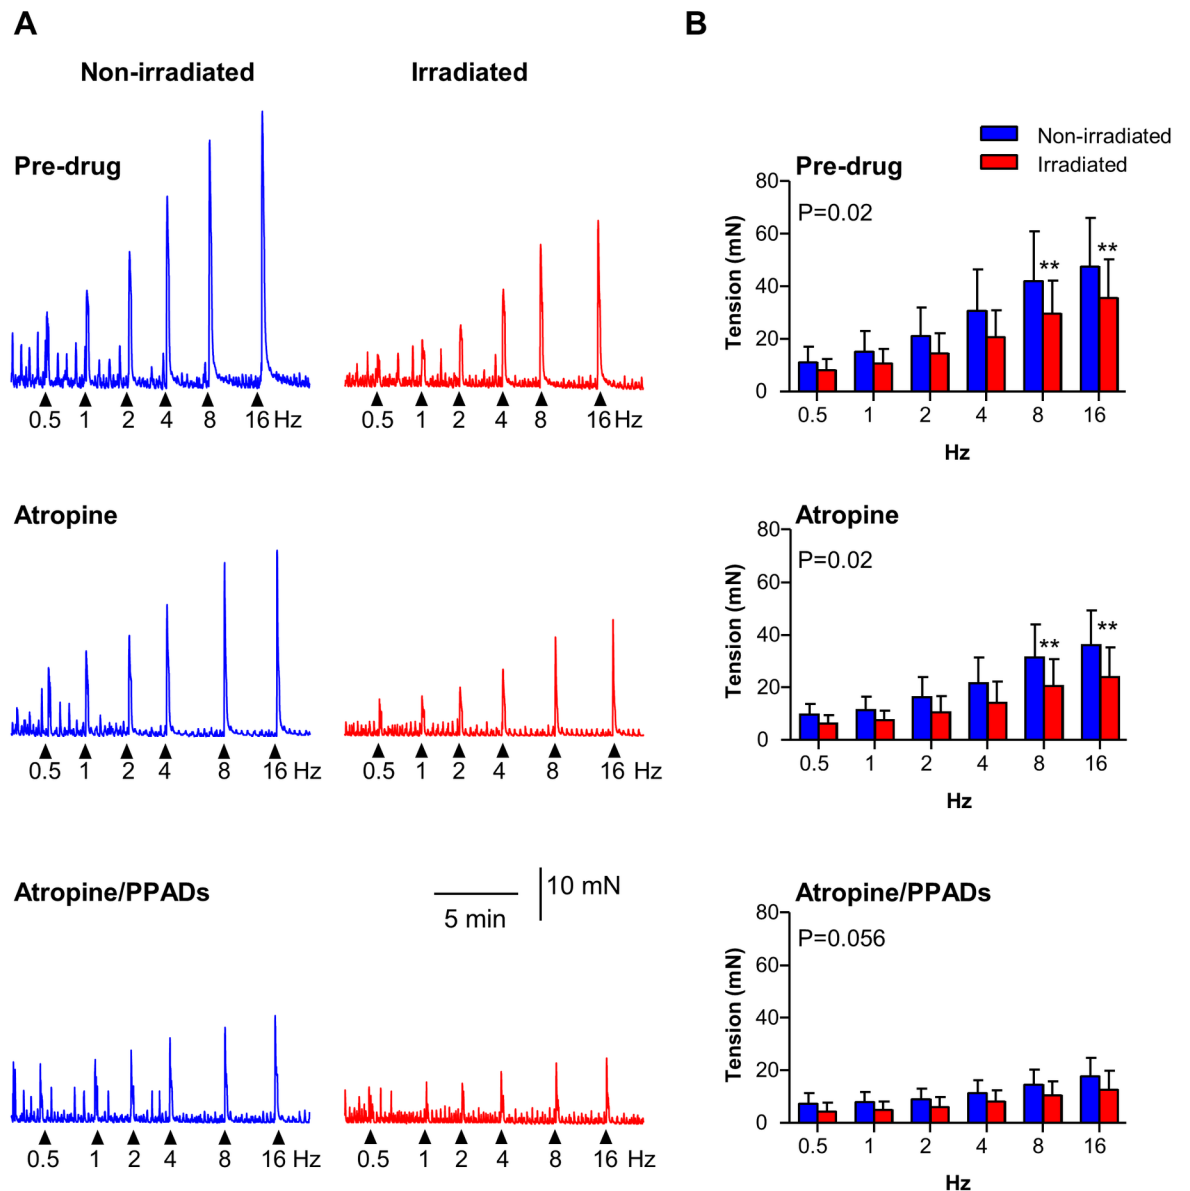 A
B
Non-irradiated
Irradiated
Pre-drug
0.5 1 2 4 8 16 Hz
0.5 1 2 4 8 16 Hz
Non-irradiated
Irradiated
Pre-drug
P=0.02
Tension (mN)
80
60
40
20
0
**
**
0.5 1 2 4 8 16
Hz
Atropine
0.5 1 2 4 8 16 Hz
0.5 1 2 4 8 16 Hz
Atropine
P=0.02
Tension (mN)
80
60
40
20
0
**
**
0.5 1 2 4 8 16
Hz
Atropine/PPADs
5 min
10 mN
0.5 1 2 4 8 16 Hz
0.5 1 2 4 8 16 Hz
Atropine/PPADs
P=0.056
Tension (mN)
80
60
40
20
0
0.5 1 2 4 8 16
Hz